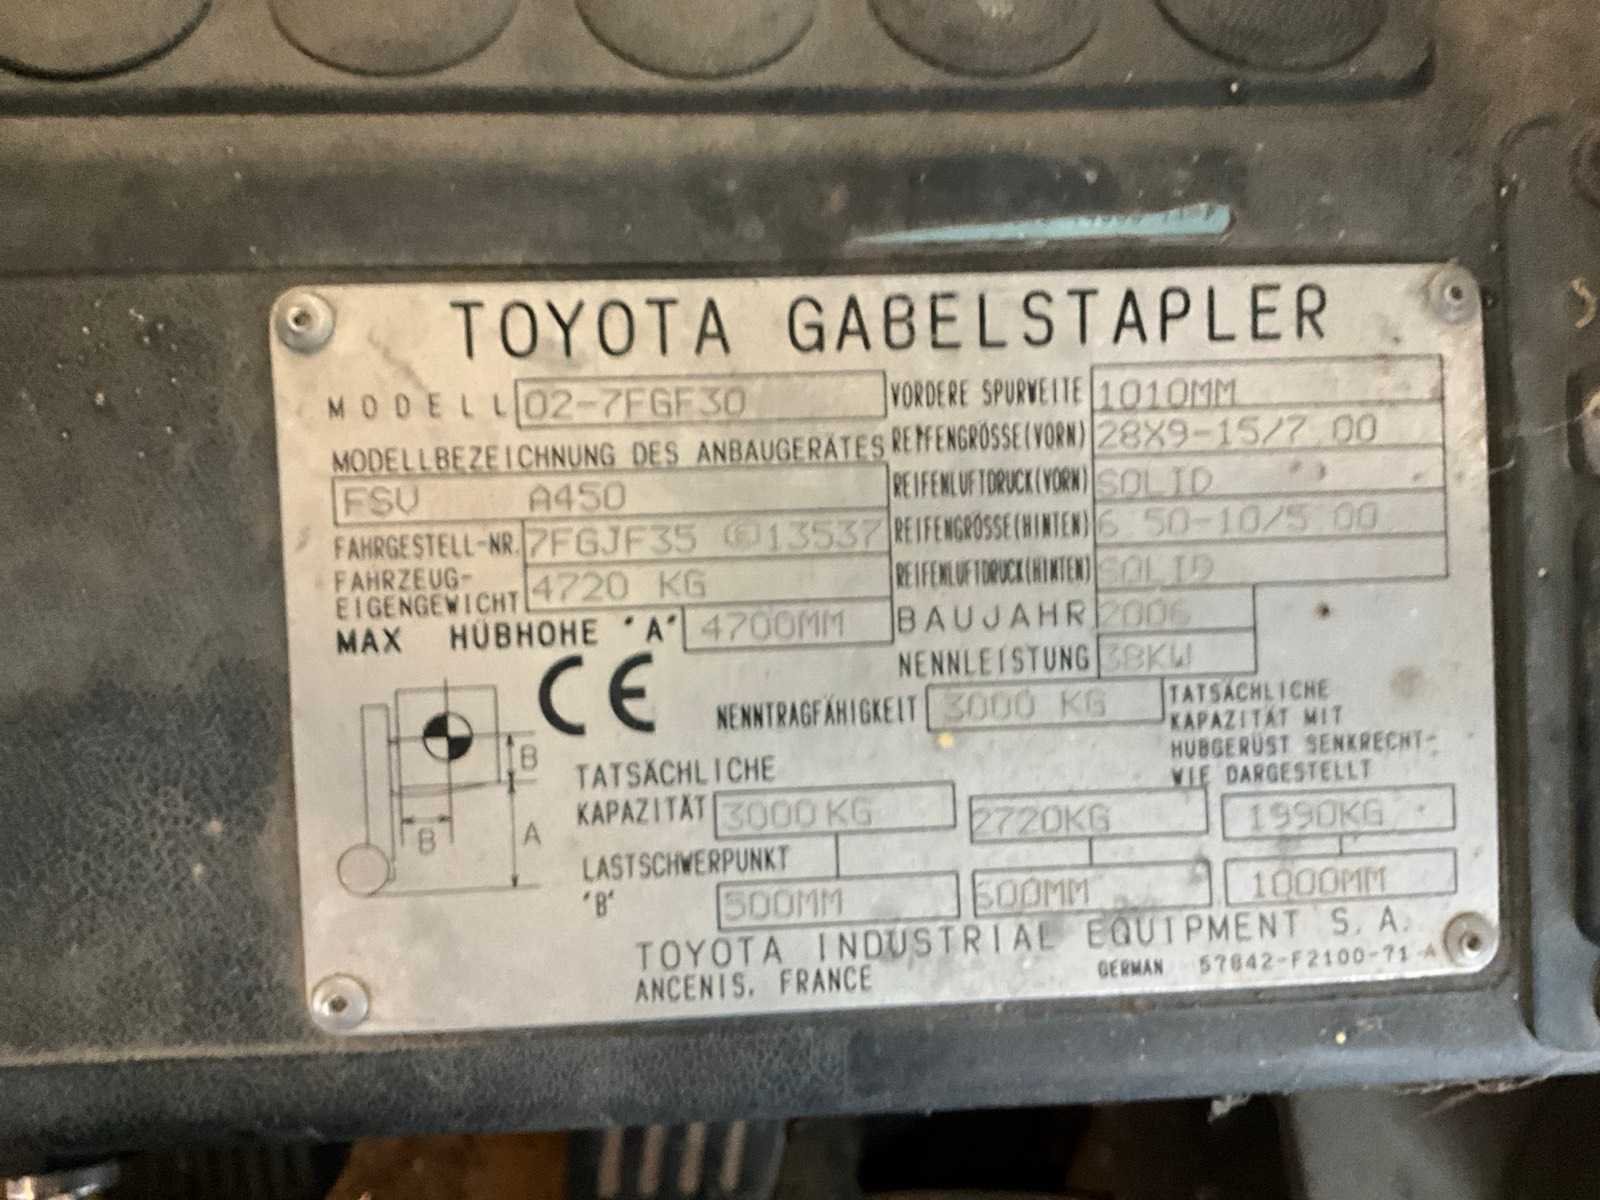 TOYOTA GABELSTAPLER
MODELL 02-7FGF30
MODELLBEZEICHNUNG DES ANBAUGERÄTES
FSV A450
FAHRGESTELL-NR. 7FGJF35 Ⓔ13537
FAHRZEUG-
EIGENGEWICHT 4720 KG
MAX HUBHOHE "A" 4700MM
VORDERE SPURWEITE 1010MM
REIFENGRÖSSE(VORN) 28X9-15/7.00
REIFENLUFTDRUCK(VORN) SOLID
REIFENGRÖSSE(HINTEN) 6.50-10/5.00
REIFENLUFTDRUCK(HINTEN) SOLID
BAUJAHR 2006
NENNLEISTUNG 38KW
CE
NENNTRAGFÄHIGKEIT 3000 KG
TATSÄCHLICHE
KAPAZITÄT MIT
HUBGERÜST SENKRECHT-
WIE DARGESTELLT
B
B
A
TATSÄCHLICHE
KAPAZITÄT 3000KG 2720KG 1990KG
LASTSCHWERPUNKT
"B" 500MM 600MM 1000MM
TOYOTA INDUSTRIAL EQUIPMENT S.A.
ANCENIS, FRANCE
GERMAN 57642-F2100-71-A